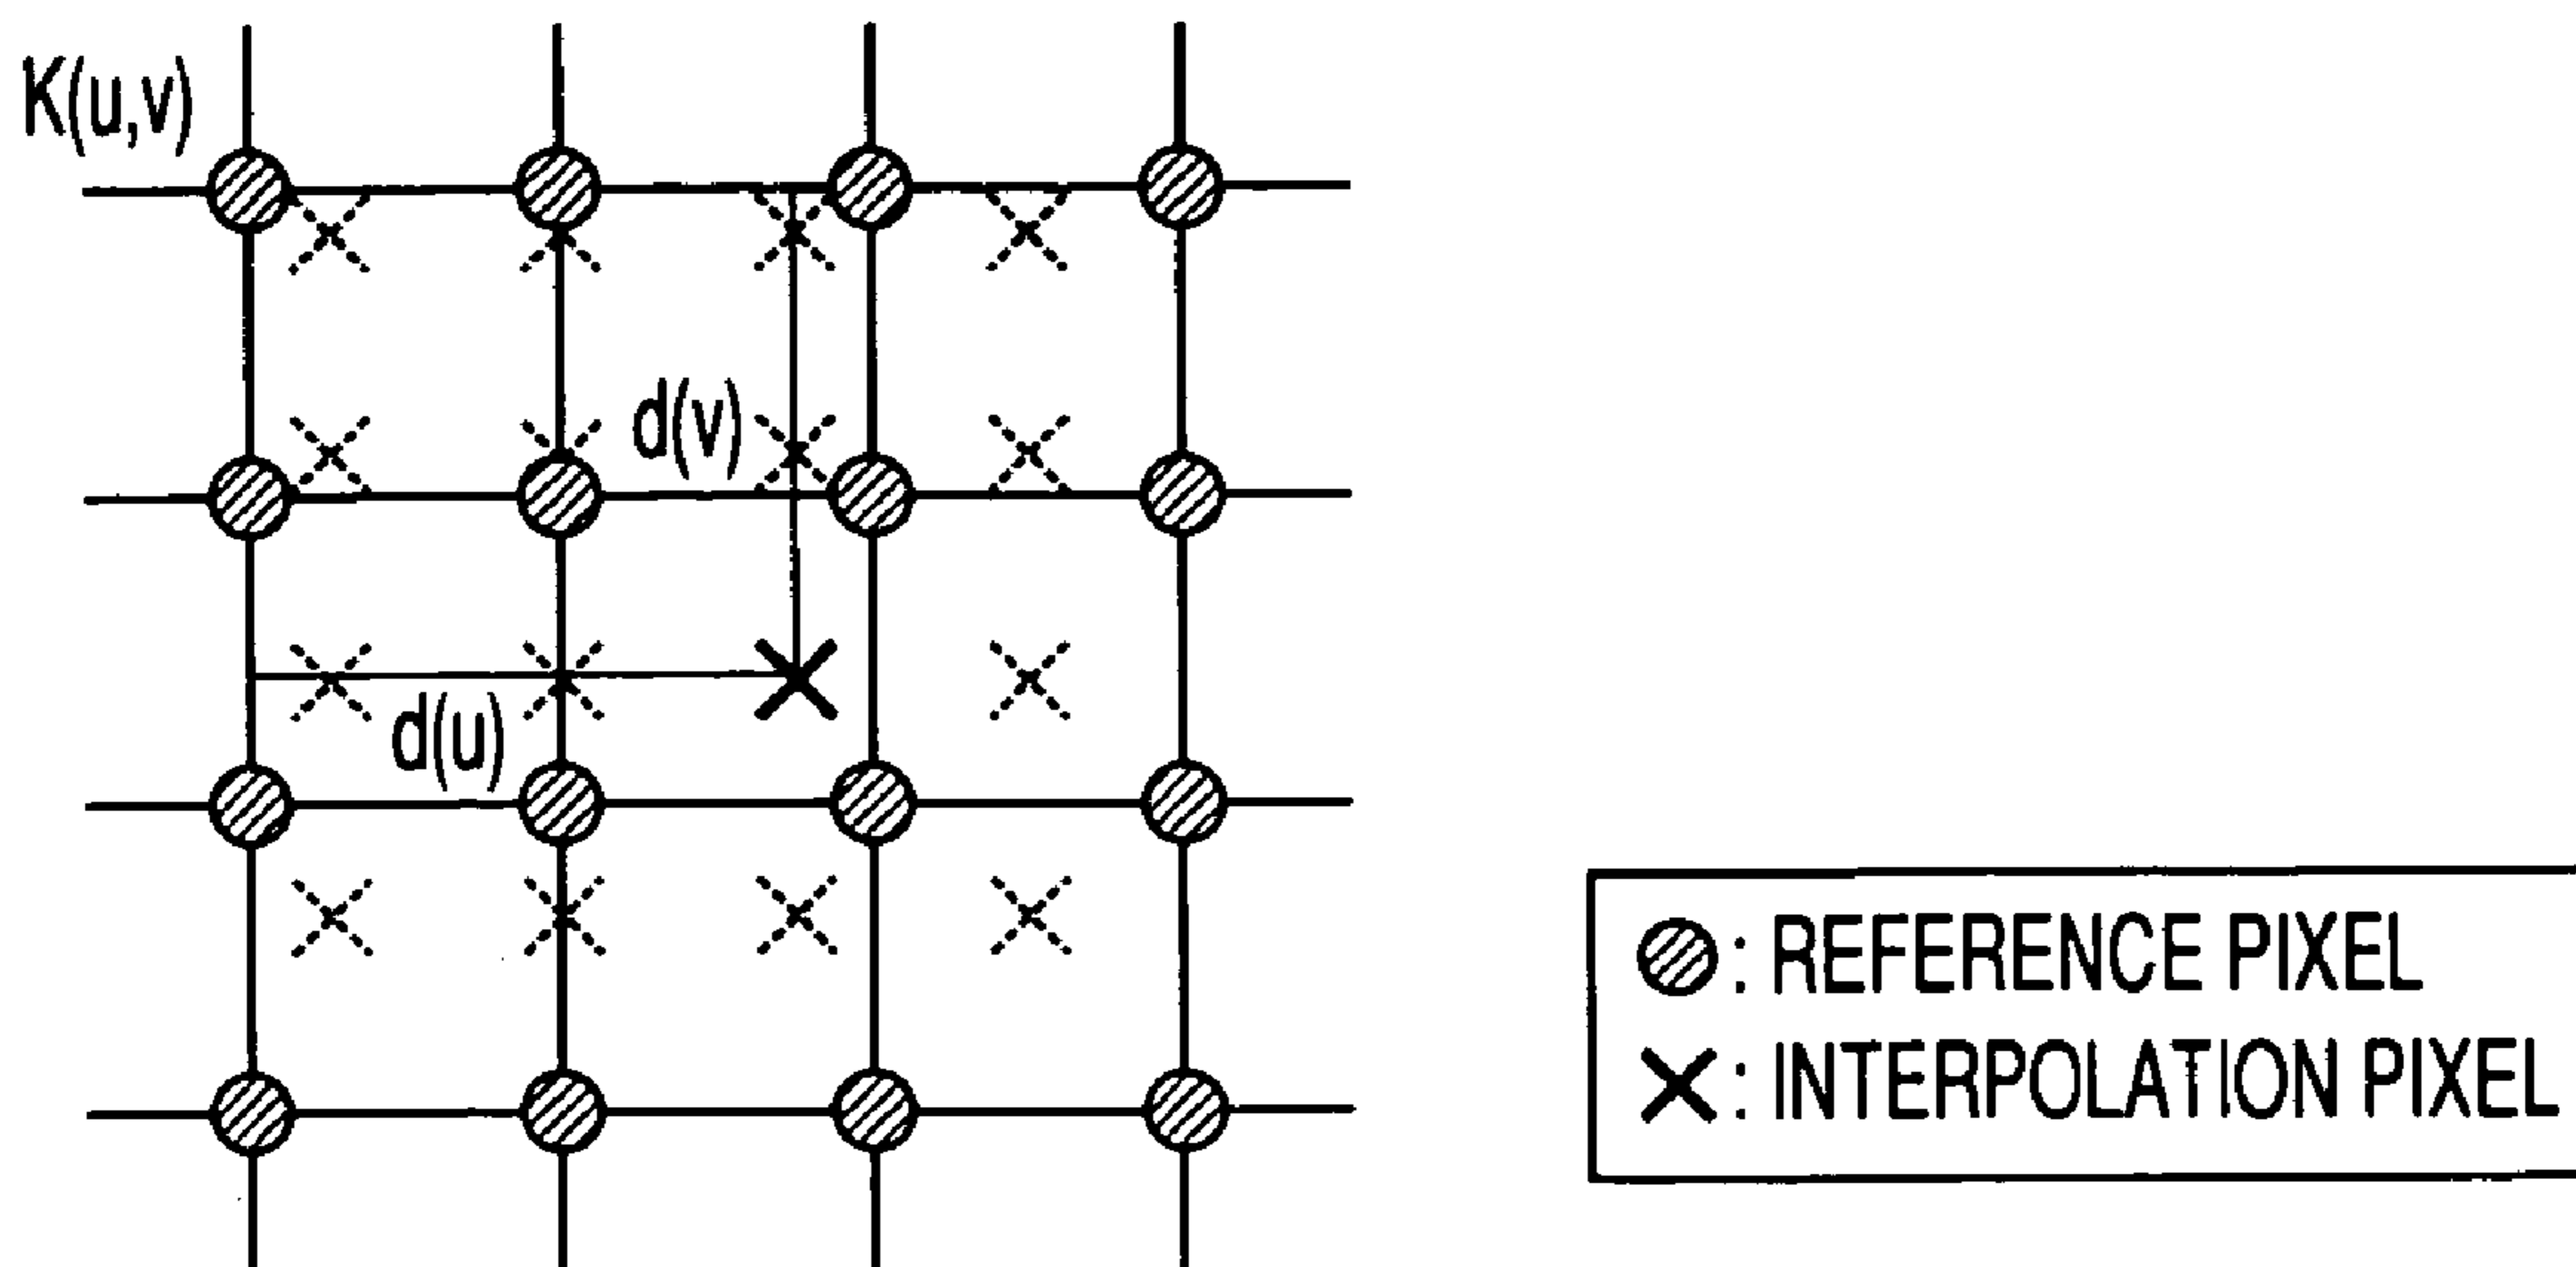 K(u,v)
d(v)
d(u)
: REFERENCE PIXEL
: INTERPOLATION PIXEL